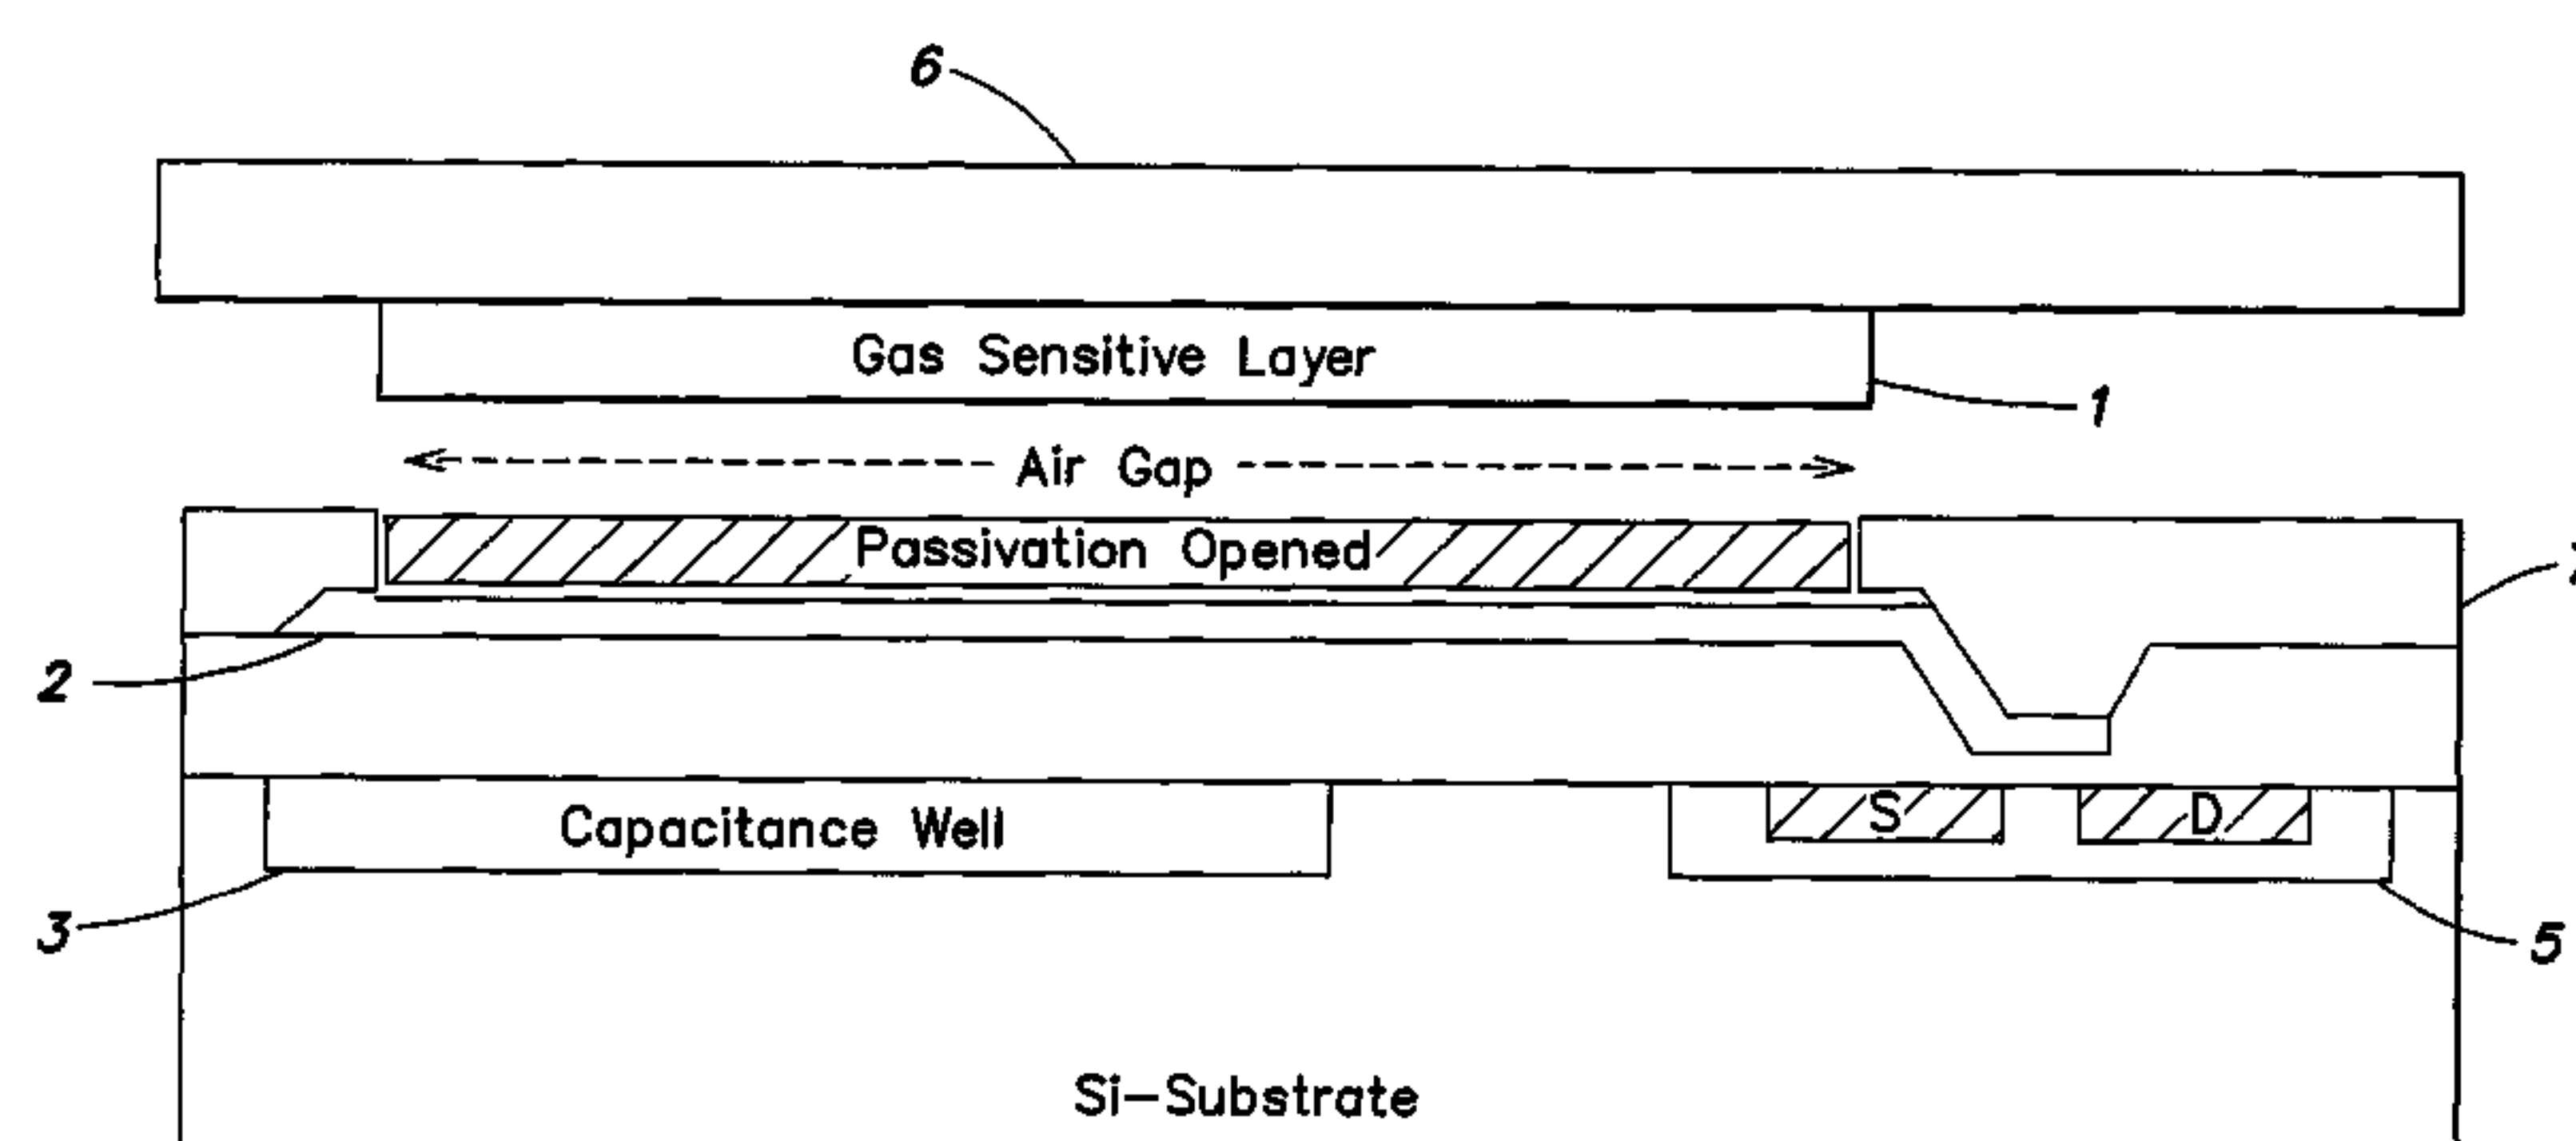 6
Gas Sensitive Layer
1
Air Gap
Passivation Opened
2
Capacitance Well
S
D
3
5
Si-Substrate